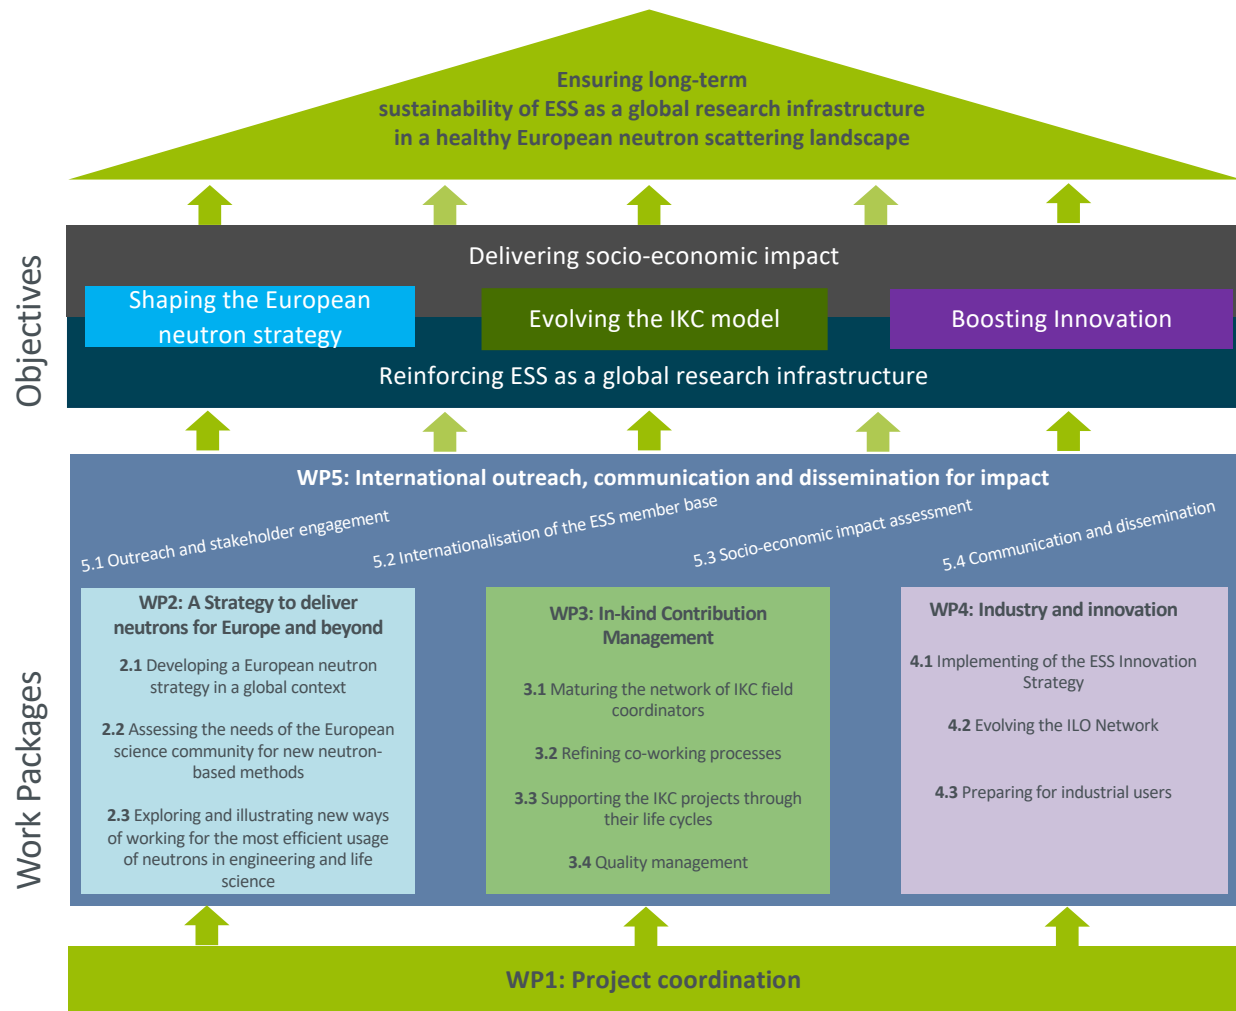 Ensuring long-term
sustainability of ESS as a global research infrastructure
in a healthy European neutron scattering landscape
Objectives
Delivering socio-economic impact
Shaping the European
neutron strategy
Evolving the IKC model
Boosting Innovation
Reinforcing ESS as a global research infrastructure
Work Packages
WP5: International outreach, communication and dissemination for impact
5.1 Outreach and stakeholder engagement
5.2 Internationalisation of the ESS member base
5.3 Socio-economic impact assessment
5.4 Communication and dissemination
WP2: A Strategy to deliver
neutrons for Europe and beyond
2.1 Developing a European neutron
strategy in a global context
2.2 Assessing the needs of the European
science community for new neutron-
based methods
2.3 Exploring and illustrating new ways
of working for the most efficient usage
of neutrons in engineering and life
science
WP3: In-kind Contribution
Management
3.1 Maturing the network of IKC field
coordinators
3.2 Refining co-working processes
3.3 Supporting the IKC projects through
their life cycles
3.4 Quality management
WP4: Industry and innovation
4.1 Implementing of the ESS Innovation
Strategy
4.2 Evolving the ILO Network
4.3 Preparing for industrial users
WP1: Project coordination